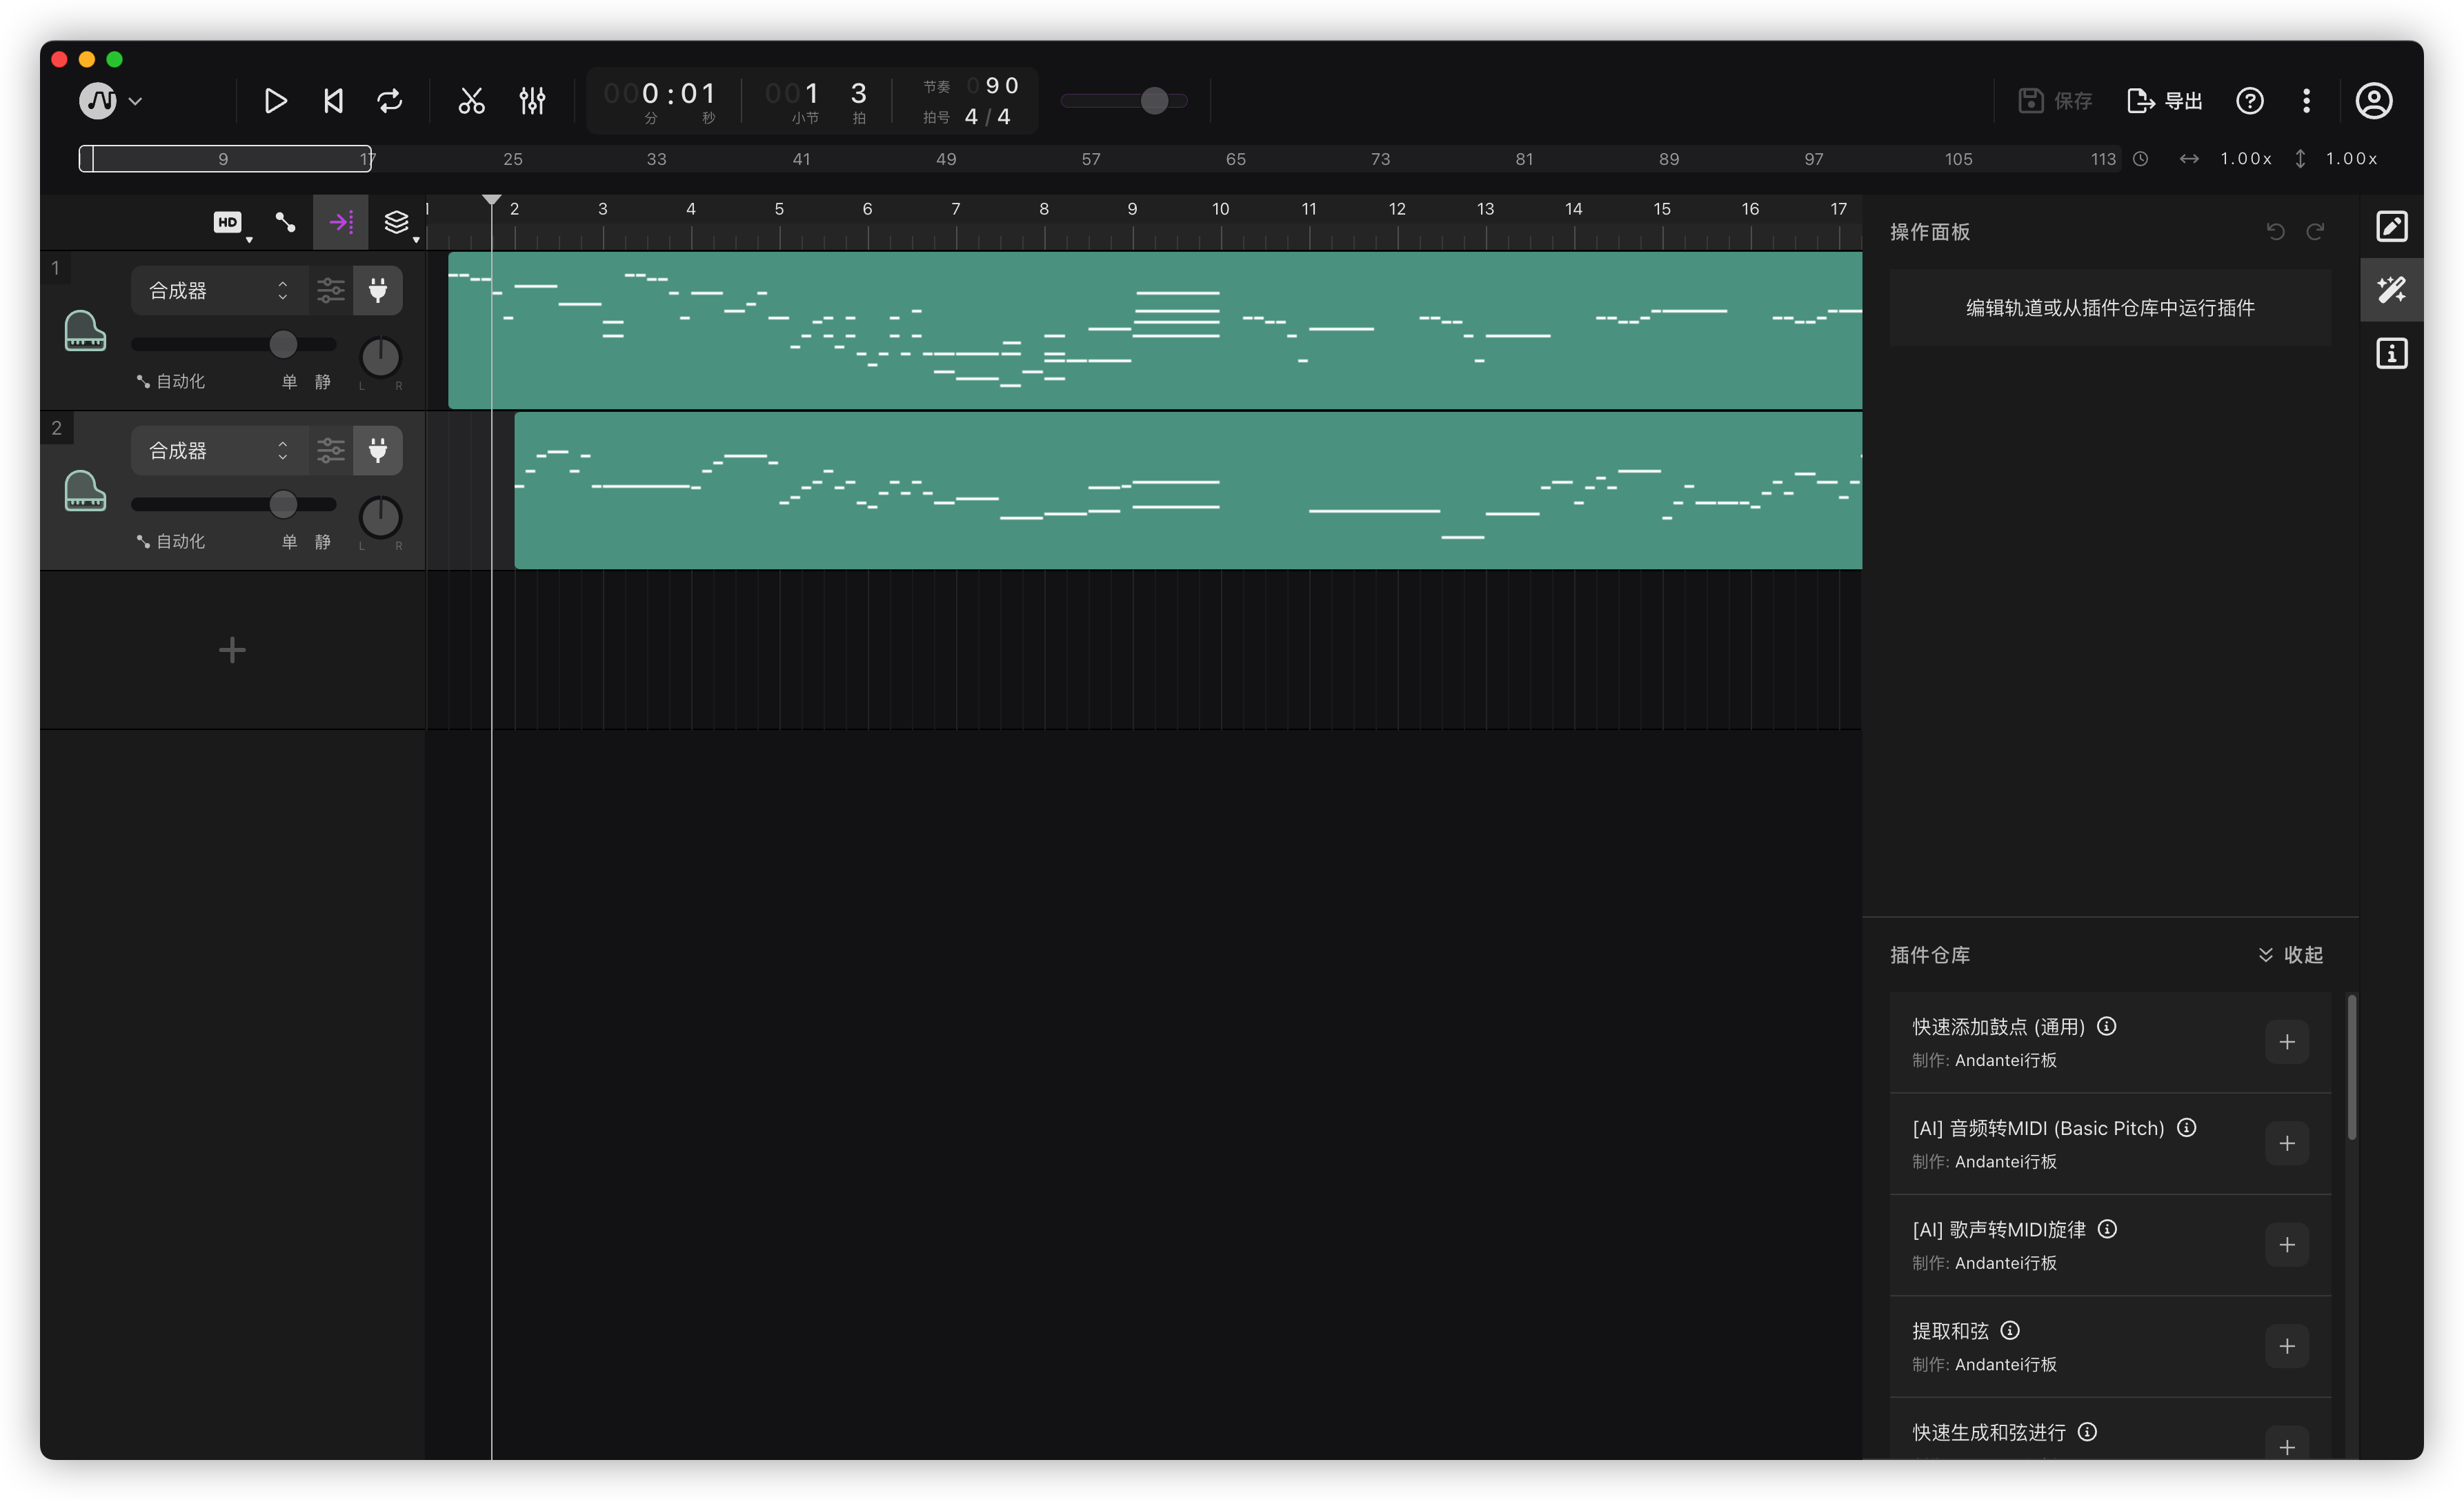 000:01
分 秒
001 3
小节 拍
节奏 090
拍号 4/4
保存
导出
9 17 25 33 41 49 57 65 73 81 89 97 105 113
1.00x 1.00x
HD
1 2 3 4 5 6 7 8 9 10 11 12 13 14 15 16 17
操作面板
编辑轨道或从插件仓库中运行插件
1
合成器
自动化 单 静 L R
2
合成器
自动化 单 静 L R
插件仓库
收起
快速添加鼓点 (通用)
制作: Andantei行板
[AI] 音频转MIDI (Basic Pitch)
制作: Andantei行板
[AI] 歌声转MIDI旋律
制作: Andantei行板
提取和弦
制作: Andantei行板
快速生成和弦进行